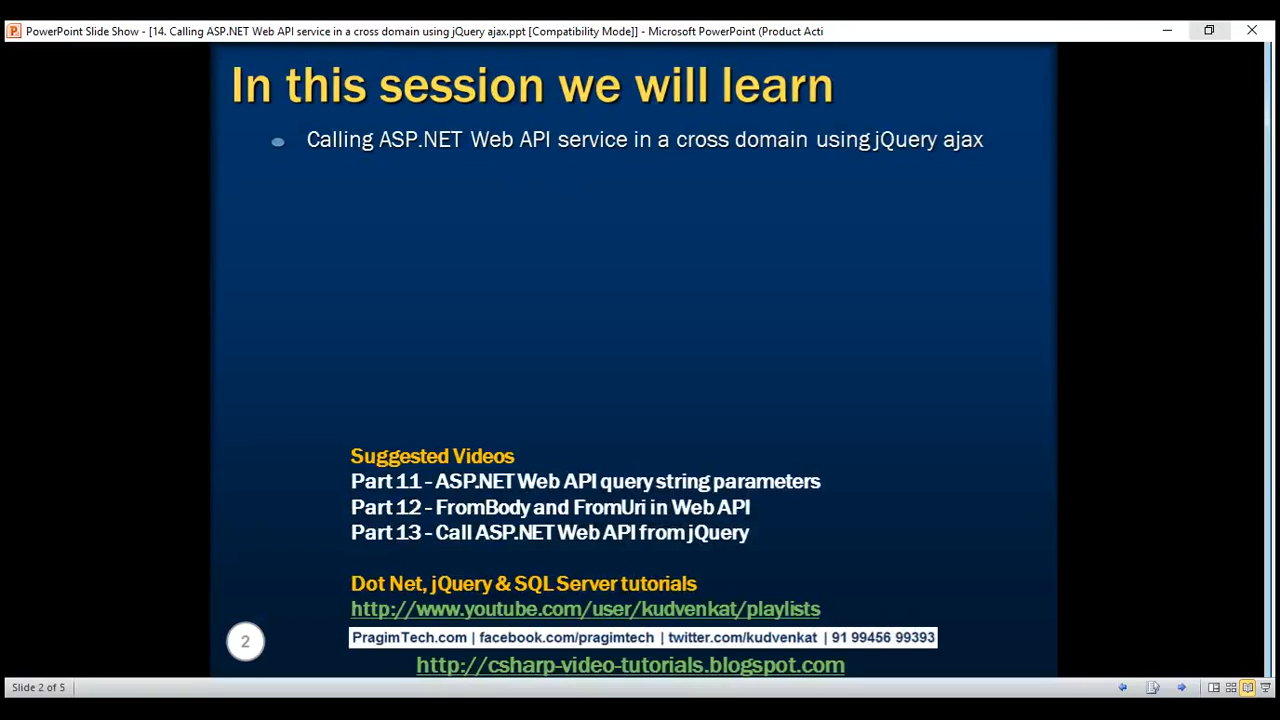 PowerPoint Slide Show - [14. Calling ASP.NET Web API service in a cross domain using jQuery ajax.ppt [Compatibility Mode]] - Microsoft PowerPoint (Product Acti
In this session we will learn
Calling ASP.NET Web API service in a cross domain using jQuery ajax
Suggested Videos
Part 11 - ASP.NET Web API query string parameters
Part 12 - FromBody and FromUri in Web API
Part 13 - Call ASP.NET Web API from jQuery
Dot Net, jQuery & SQL Server tutorials
http://www.youtube.com/user/kudvenkat/playlists
2
PragimTech.com | facebook.com/pragimtech | twitter.com/kudvenkat | 91 99456 99393
http://csharp-video-tutorials.blogspot.com
Slide 2 of 5